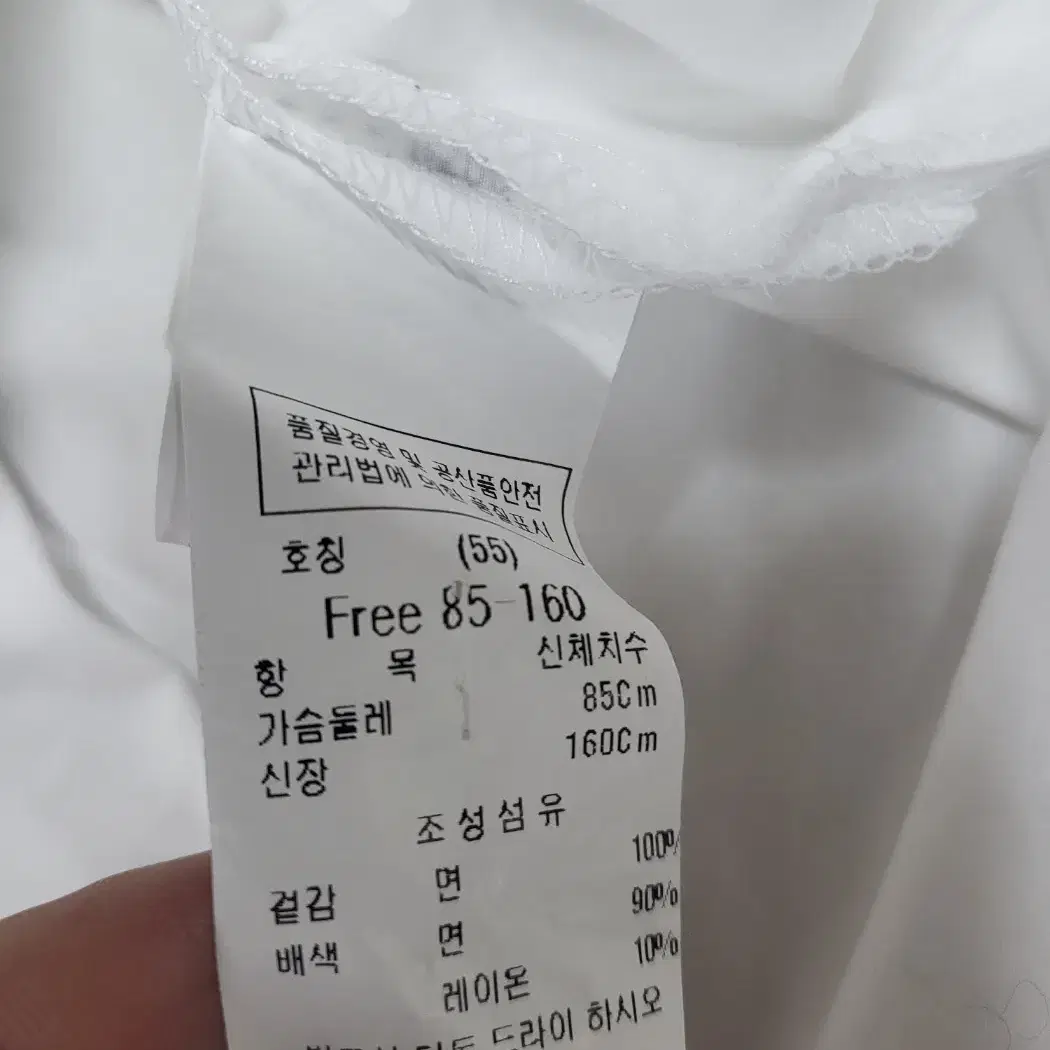 품질경영 및 공산품안전
관리법에 의한 품질표시
호칭 (55)
Free 85-160
항 목 신체치수
가슴둘레 85Cm
신장 160Cm
조성섬유
겉감 면 100%
배색 면 90%
레이온 10%
드라이 하시오